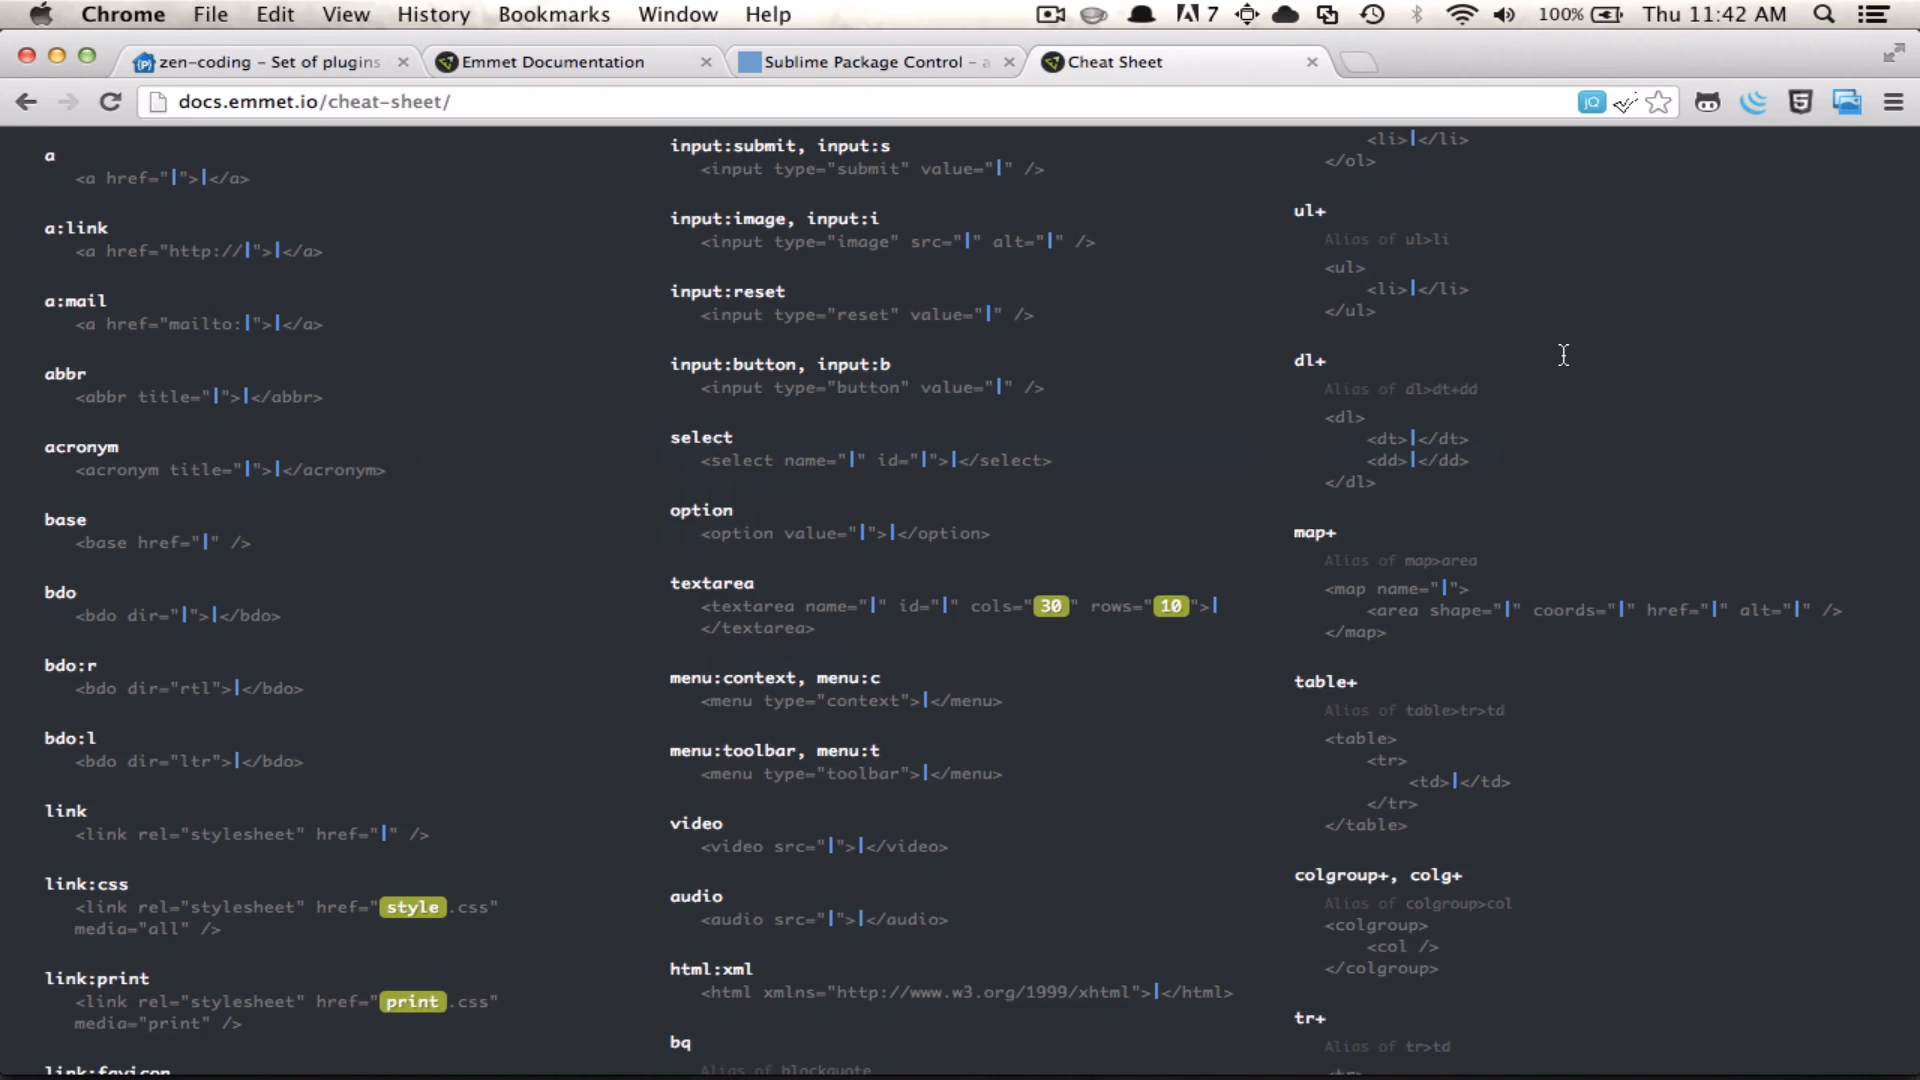 Chrome File Edit View History Bookmarks Window Help 7 100% Thu 11:42 AM
zen-coding - Set of plugins
Emmet Documentation
Sublime Package Control - a
Cheat Sheet
docs.emmet.io/cheat-sheet/
a
<a href="|">|</a>
a:link
<a href="http://|">|</a>
a:mail
<a href="mailto:|">|</a>
abbr
<abbr title="|">|</abbr>
acronym
<acronym title="|">|</acronym>
base
<base href="|" />
bdo
<bdo dir="|">|</bdo>
bdo:r
<bdo dir="rtl">|</bdo>
bdo:l
<bdo dir="ltr">|</bdo>
link
<link rel="stylesheet" href="|" />
link:css
<link rel="stylesheet" href="style.css"
media="all" />
link:print
<link rel="stylesheet" href="print.css"
media="print" />
link:favicon
input:submit, input:s
<input type="submit" value="|" />
input:image, input:i
<input type="image" src="|" alt="|" />
input:reset
<input type="reset" value="|" />
input:button, input:b
<input type="button" value="|" />
select
<select name="|" id="|">|</select>
option
<option value="|">|</option>
textarea
<textarea name="|" id="|" cols="30" rows="10">|
</textarea>
menu:context, menu:c
<menu type="context">|</menu>
menu:toolbar, menu:t
<menu type="toolbar">|</menu>
video
<video src="|">|</video>
audio
<audio src="|">|</audio>
html:xml
<html xmlns="http://www.w3.org/1999/xhtml">|</html>
bq
Alias of blockquote
<li>|</li>
</ol>
ul+
Alias of ul>li
<ul>
<li>|</li>
</ul>
dl+
Alias of dl>dt+dd
<dl>
<dt>|</dt>
<dd>|</dd>
</dl>
map+
Alias of map>area
<map name="|">
<area shape="|" coords="|" href="|" alt="|" />
</map>
table+
Alias of table>tr>td
<table>
<tr>
<td>|</td>
</tr>
</table>
colgroup+, colg+
Alias of colgroup>col
<colgroup>
<col />
</colgroup>
tr+
Alias of tr>td
<tr>